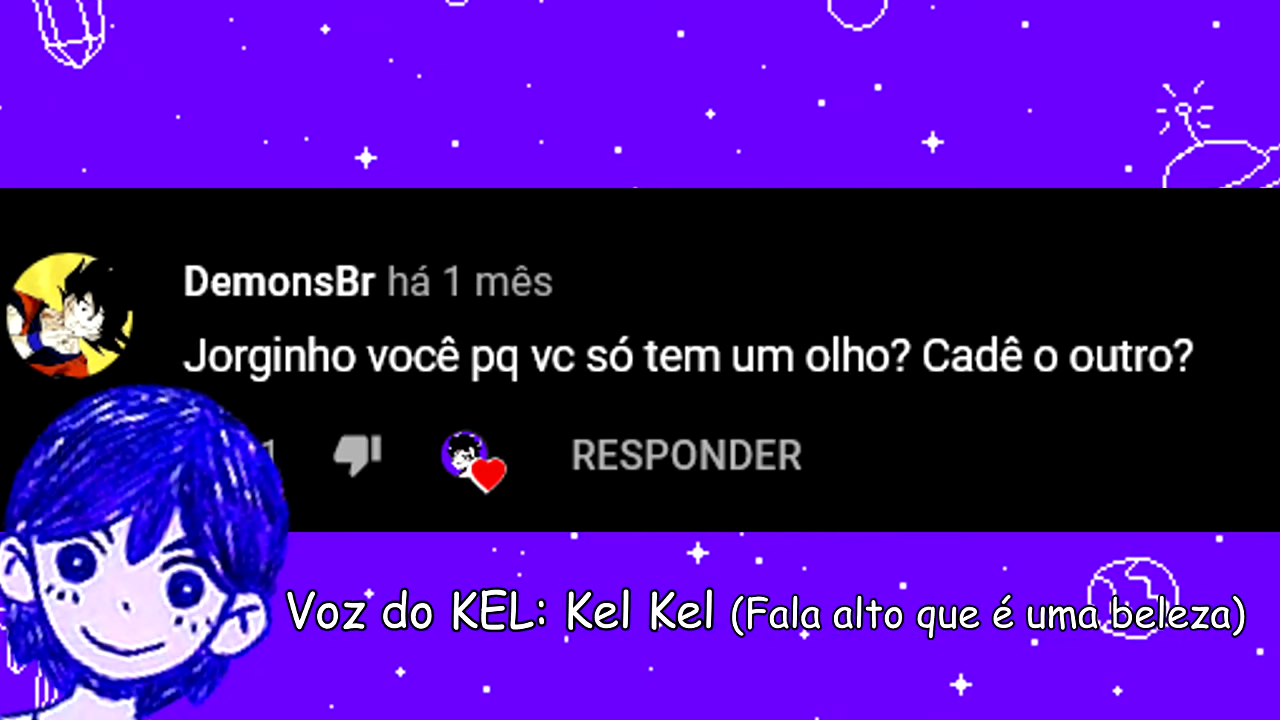 DemonsBr há 1 mês
Jorginho você pq vc só tem um olho? Cadê o outro?
1 RESPONDER
Voz do KEL: Kel Kel (Fala alto que é uma beleza)